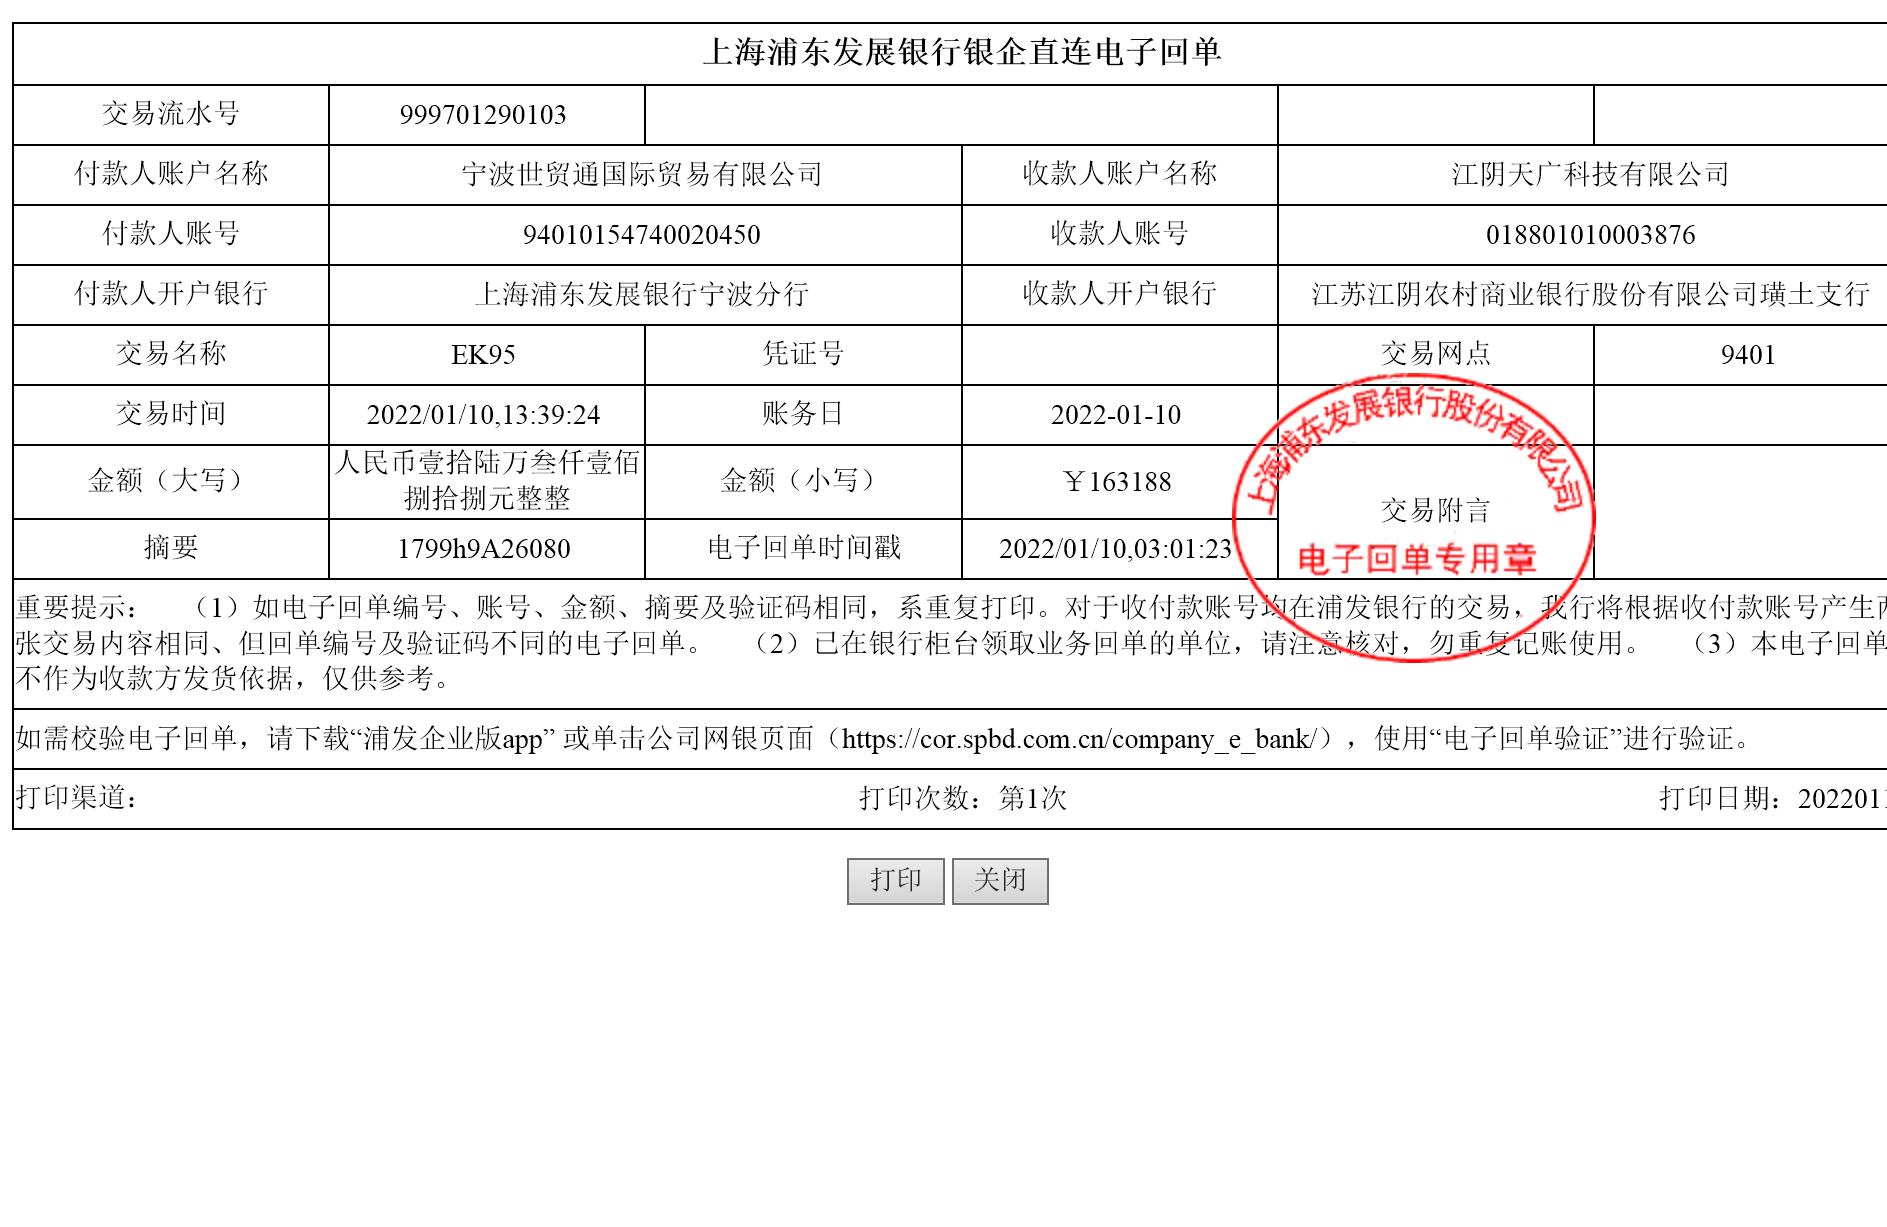 上海浦东发展银行银企直连电子回单
交易流水号 999701290103
付款人账户名称 宁波世贸通国际贸易有限公司 收款人账户名称 江阴天广科技有限公司
付款人账号 94010154740020450 收款人账号 018801010003876
付款人开户银行 上海浦东发展银行宁波分行 收款人开户银行 江苏江阴农村商业银行股份有限公司璜土支行
交易名称 EK95 凭证号 交易网点 9401
交易时间 2022/01/10,13:39:24 账务日 2022-01-10
金额（大写） 人民币壹拾陆万叁仟壹佰
捌拾捌元整整 金额（小写） ￥163188
交易附言
摘要 1799h9A26080 电子回单时间戳 2022/01/10,03:01:23
上海浦东发展银行股份有限公司
电子回单专用章
重要提示： （1）如电子回单编号、账号、金额、摘要及验证码相同，系重复打印。对于收付款账号均在浦发银行的交易，我行将根据收付款账号产生两
张交易内容相同、但回单编号及验证码不同的电子回单。 （2）已在银行柜台领取业务回单的单位，请注意核对，勿重复记账使用。 （3）本电子回单
不作为收款方发货依据，仅供参考。
如需校验电子回单，请下载“浦发企业版app” 或单击公司网银页面（https://cor.spbd.com.cn/company_e_bank/），使用“电子回单验证”进行验证。
打印渠道： 打印次数：第1次 打印日期：202201
打印 关闭